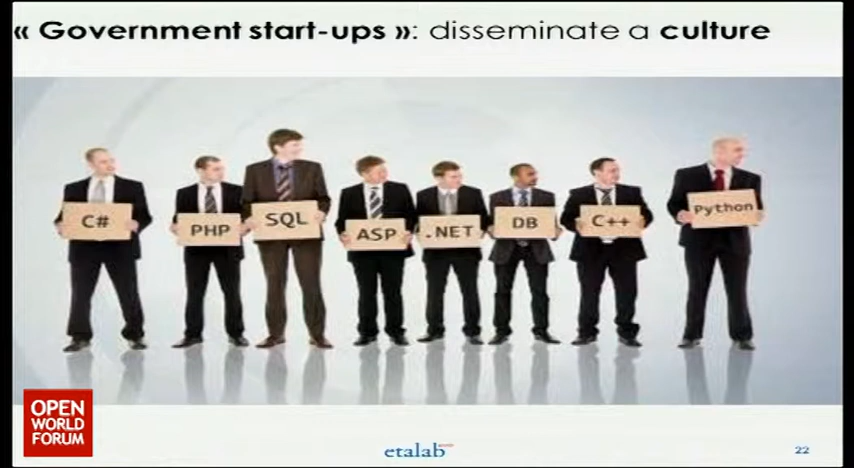 « Government start-ups »: disseminate a culture
C#
PHP
SQL
ASP
.NET
DB
C++
Python
OPEN
WORLD
FORUM
etalab
22